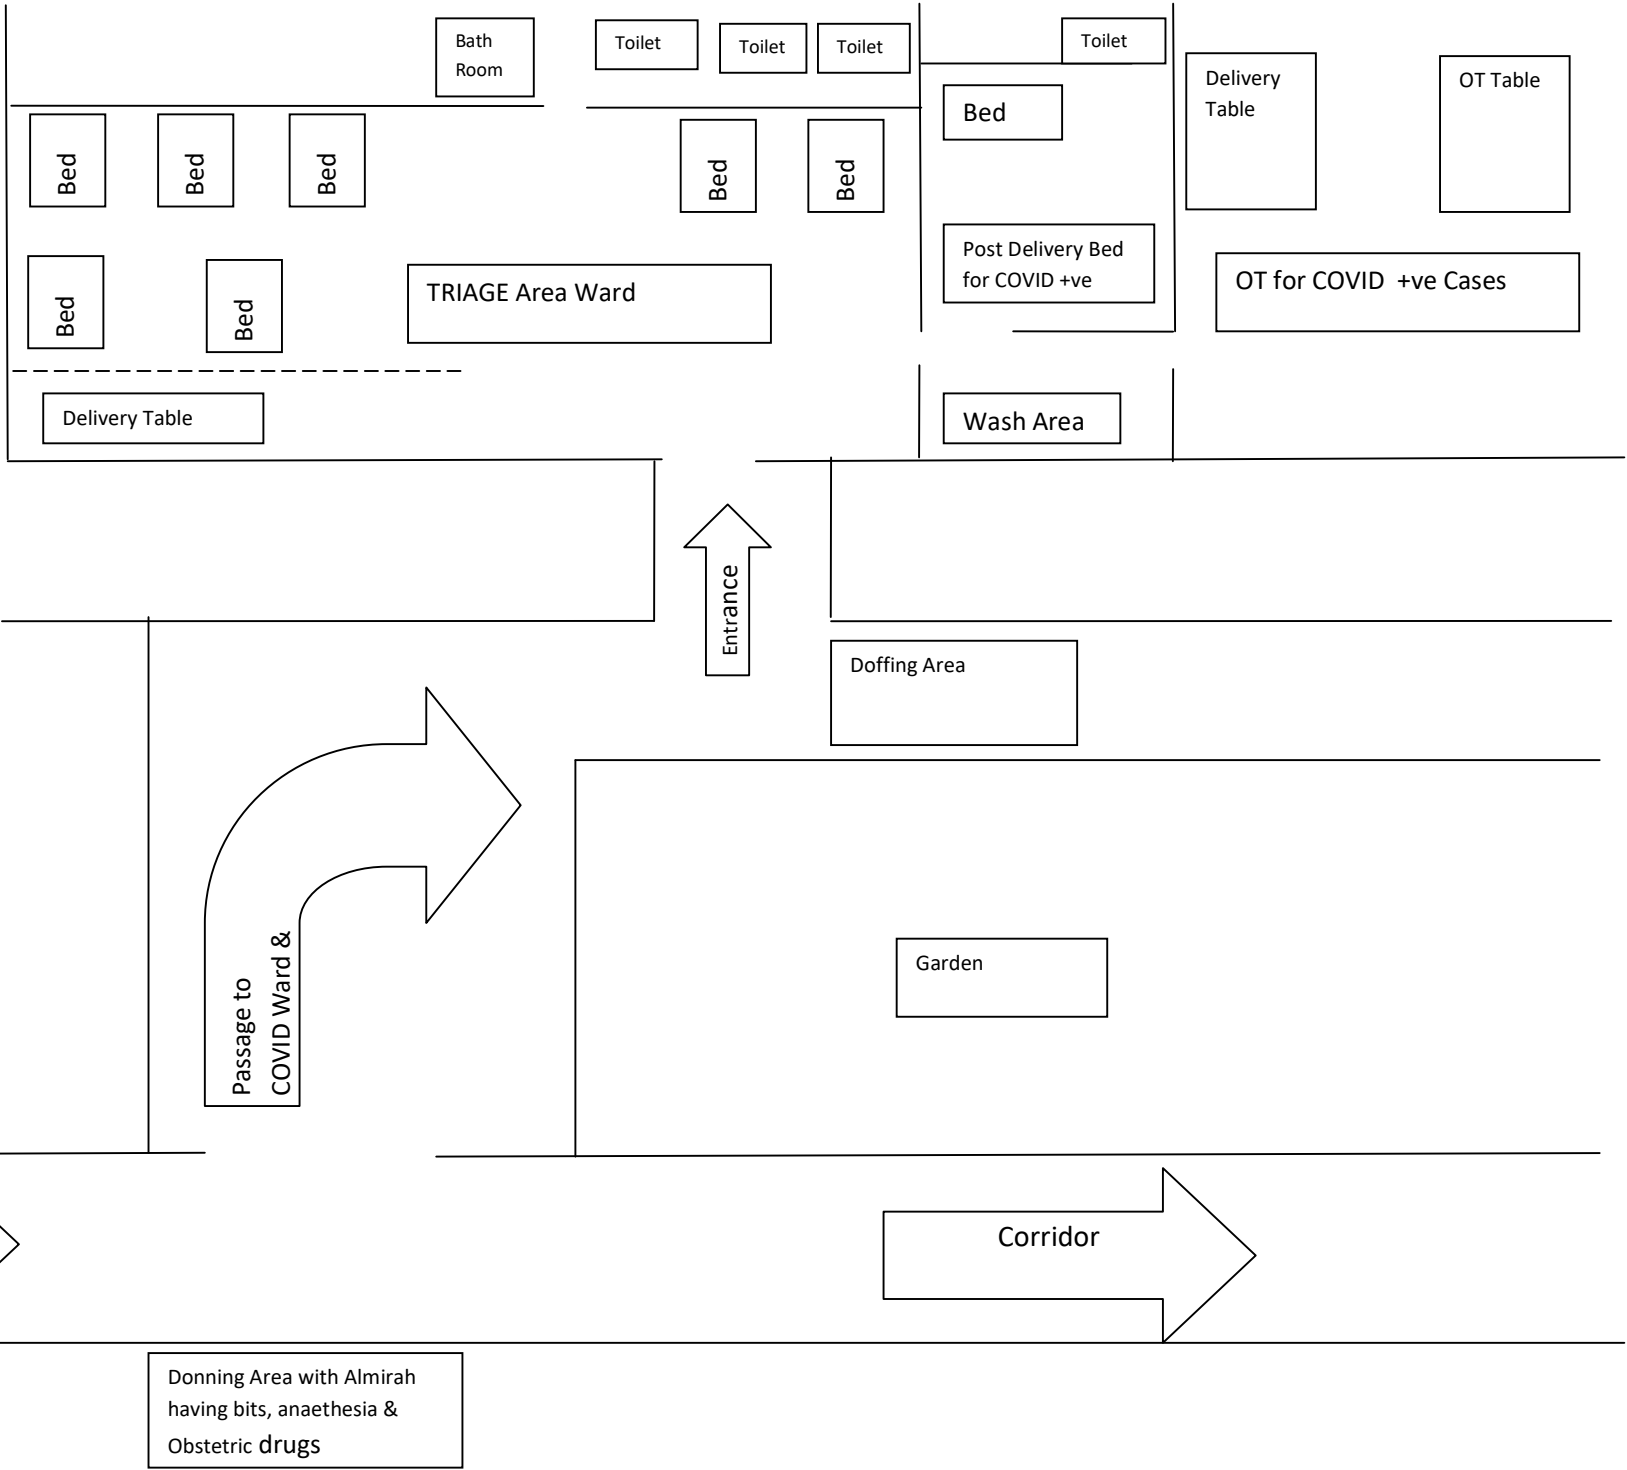 Bath
Room
Toilet
Toilet
Toilet
Toilet
Delivery
Table
OT Table
Bed
Bed
Bed
Bed
Bed
Bed
Post Delivery Bed
for COVID +ve
OT for COVID +ve Cases
Bed
Bed
TRIAGE Area Ward
Delivery Table
Wash Area
Entrance
Doffing Area
Passage to
COVID Ward &
Garden
Corridor
Donning Area with Almirah
having bits, anaethesia &
Obstetric drugs